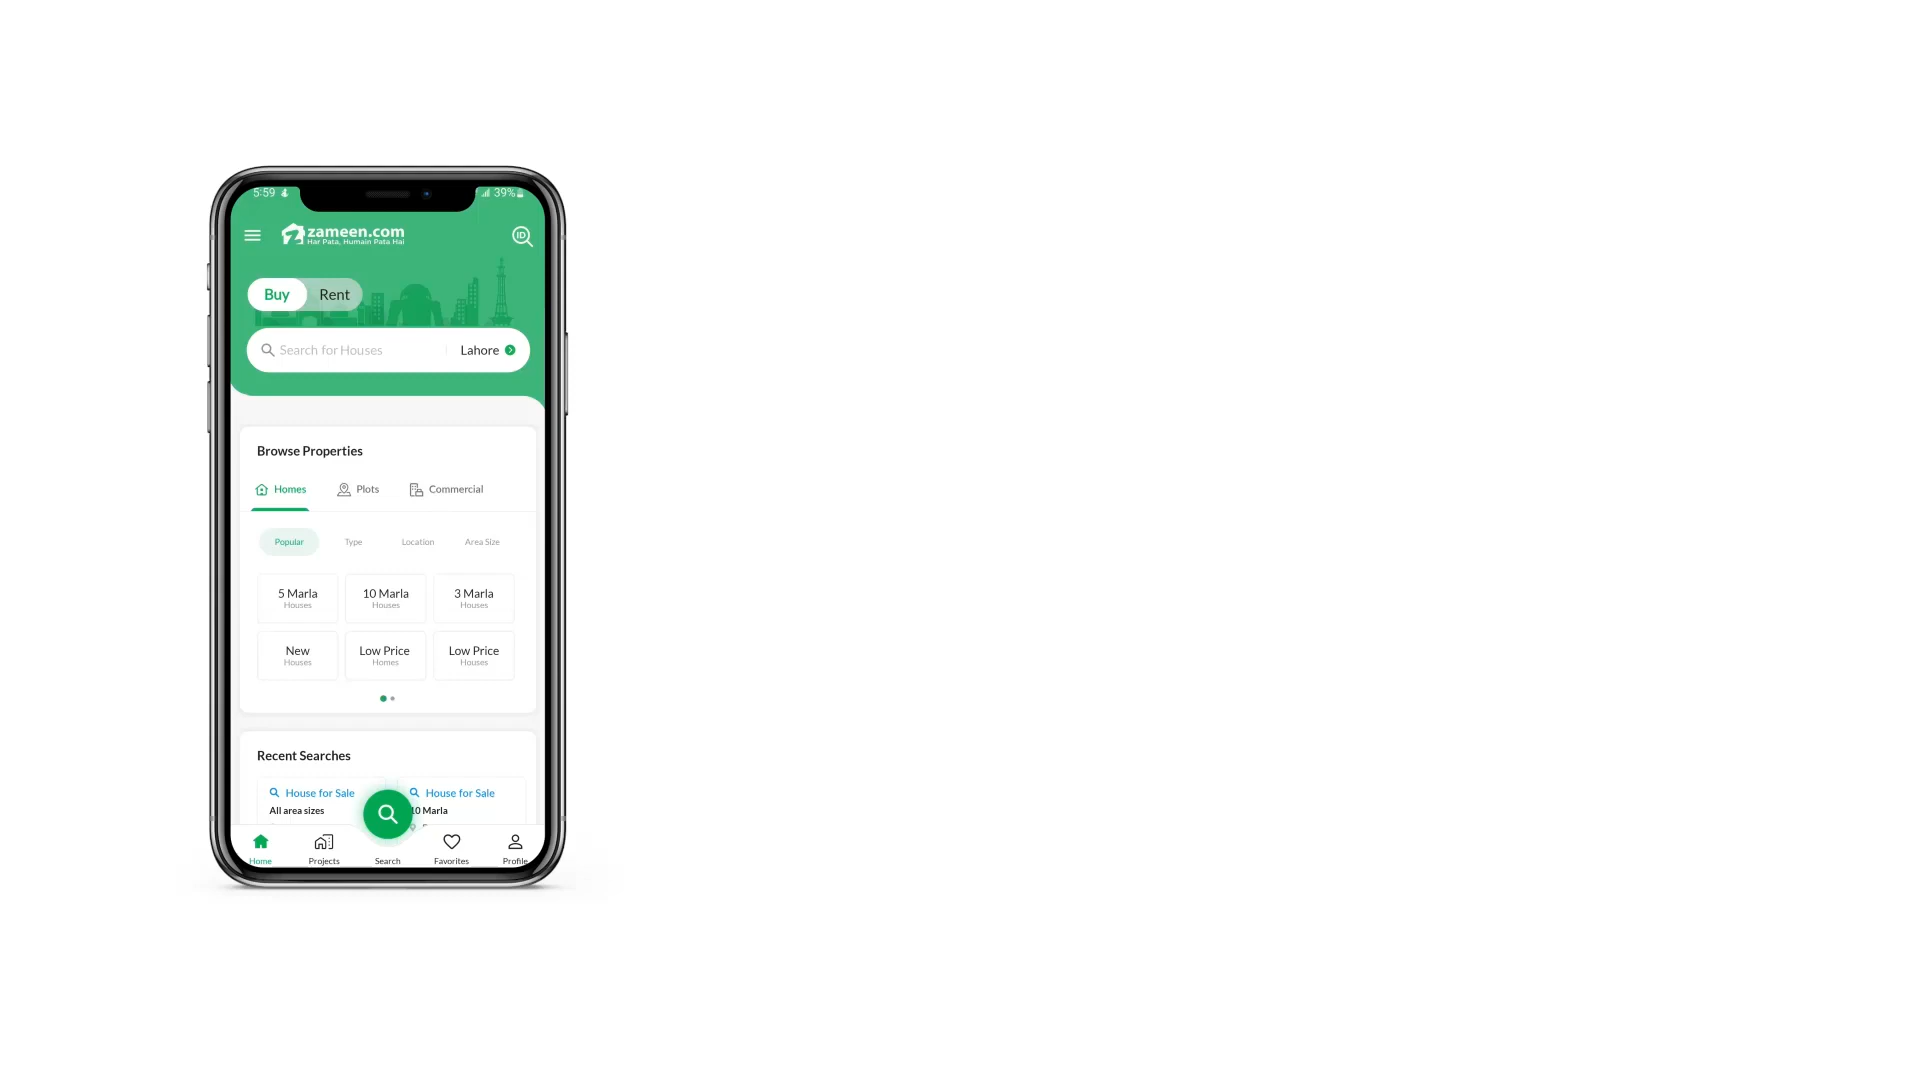 5:59
39%
zameen.com
Har Pata, Humain Pata Hai
ID
Buy Rent
Search for Houses Lahore
Browse Properties
Homes Plots Commercial
Popular Type Location Area Size
5 Marla 10 Marla 3 Marla
Houses Houses Houses
New Low Price Low Price
Houses Homes Houses
Recent Searches
House for Sale House for Sale
All area sizes 10 Marla
Home Projects Search Favorites Profile